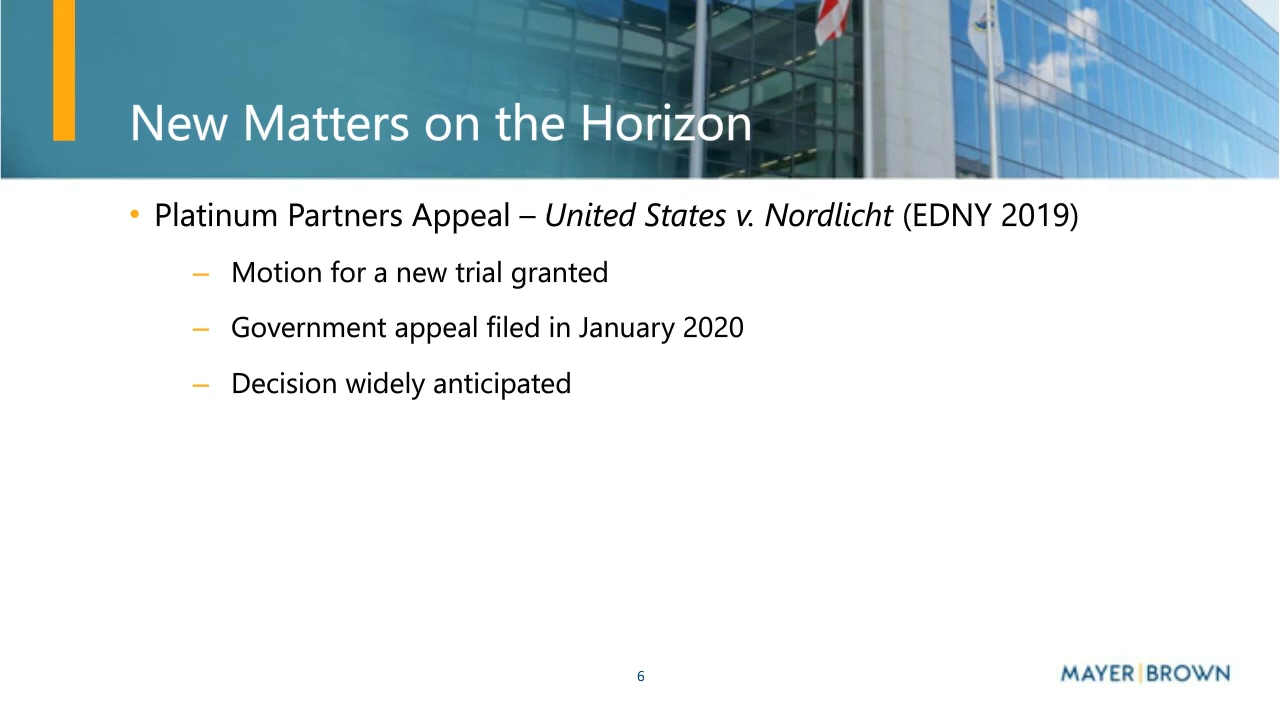 New Matters on the Horizon
• Platinum Partners Appeal – United States v. Nordlicht (EDNY 2019)
– Motion for a new trial granted
– Government appeal filed in January 2020
– Decision widely anticipated
6
MAYER|BROWN